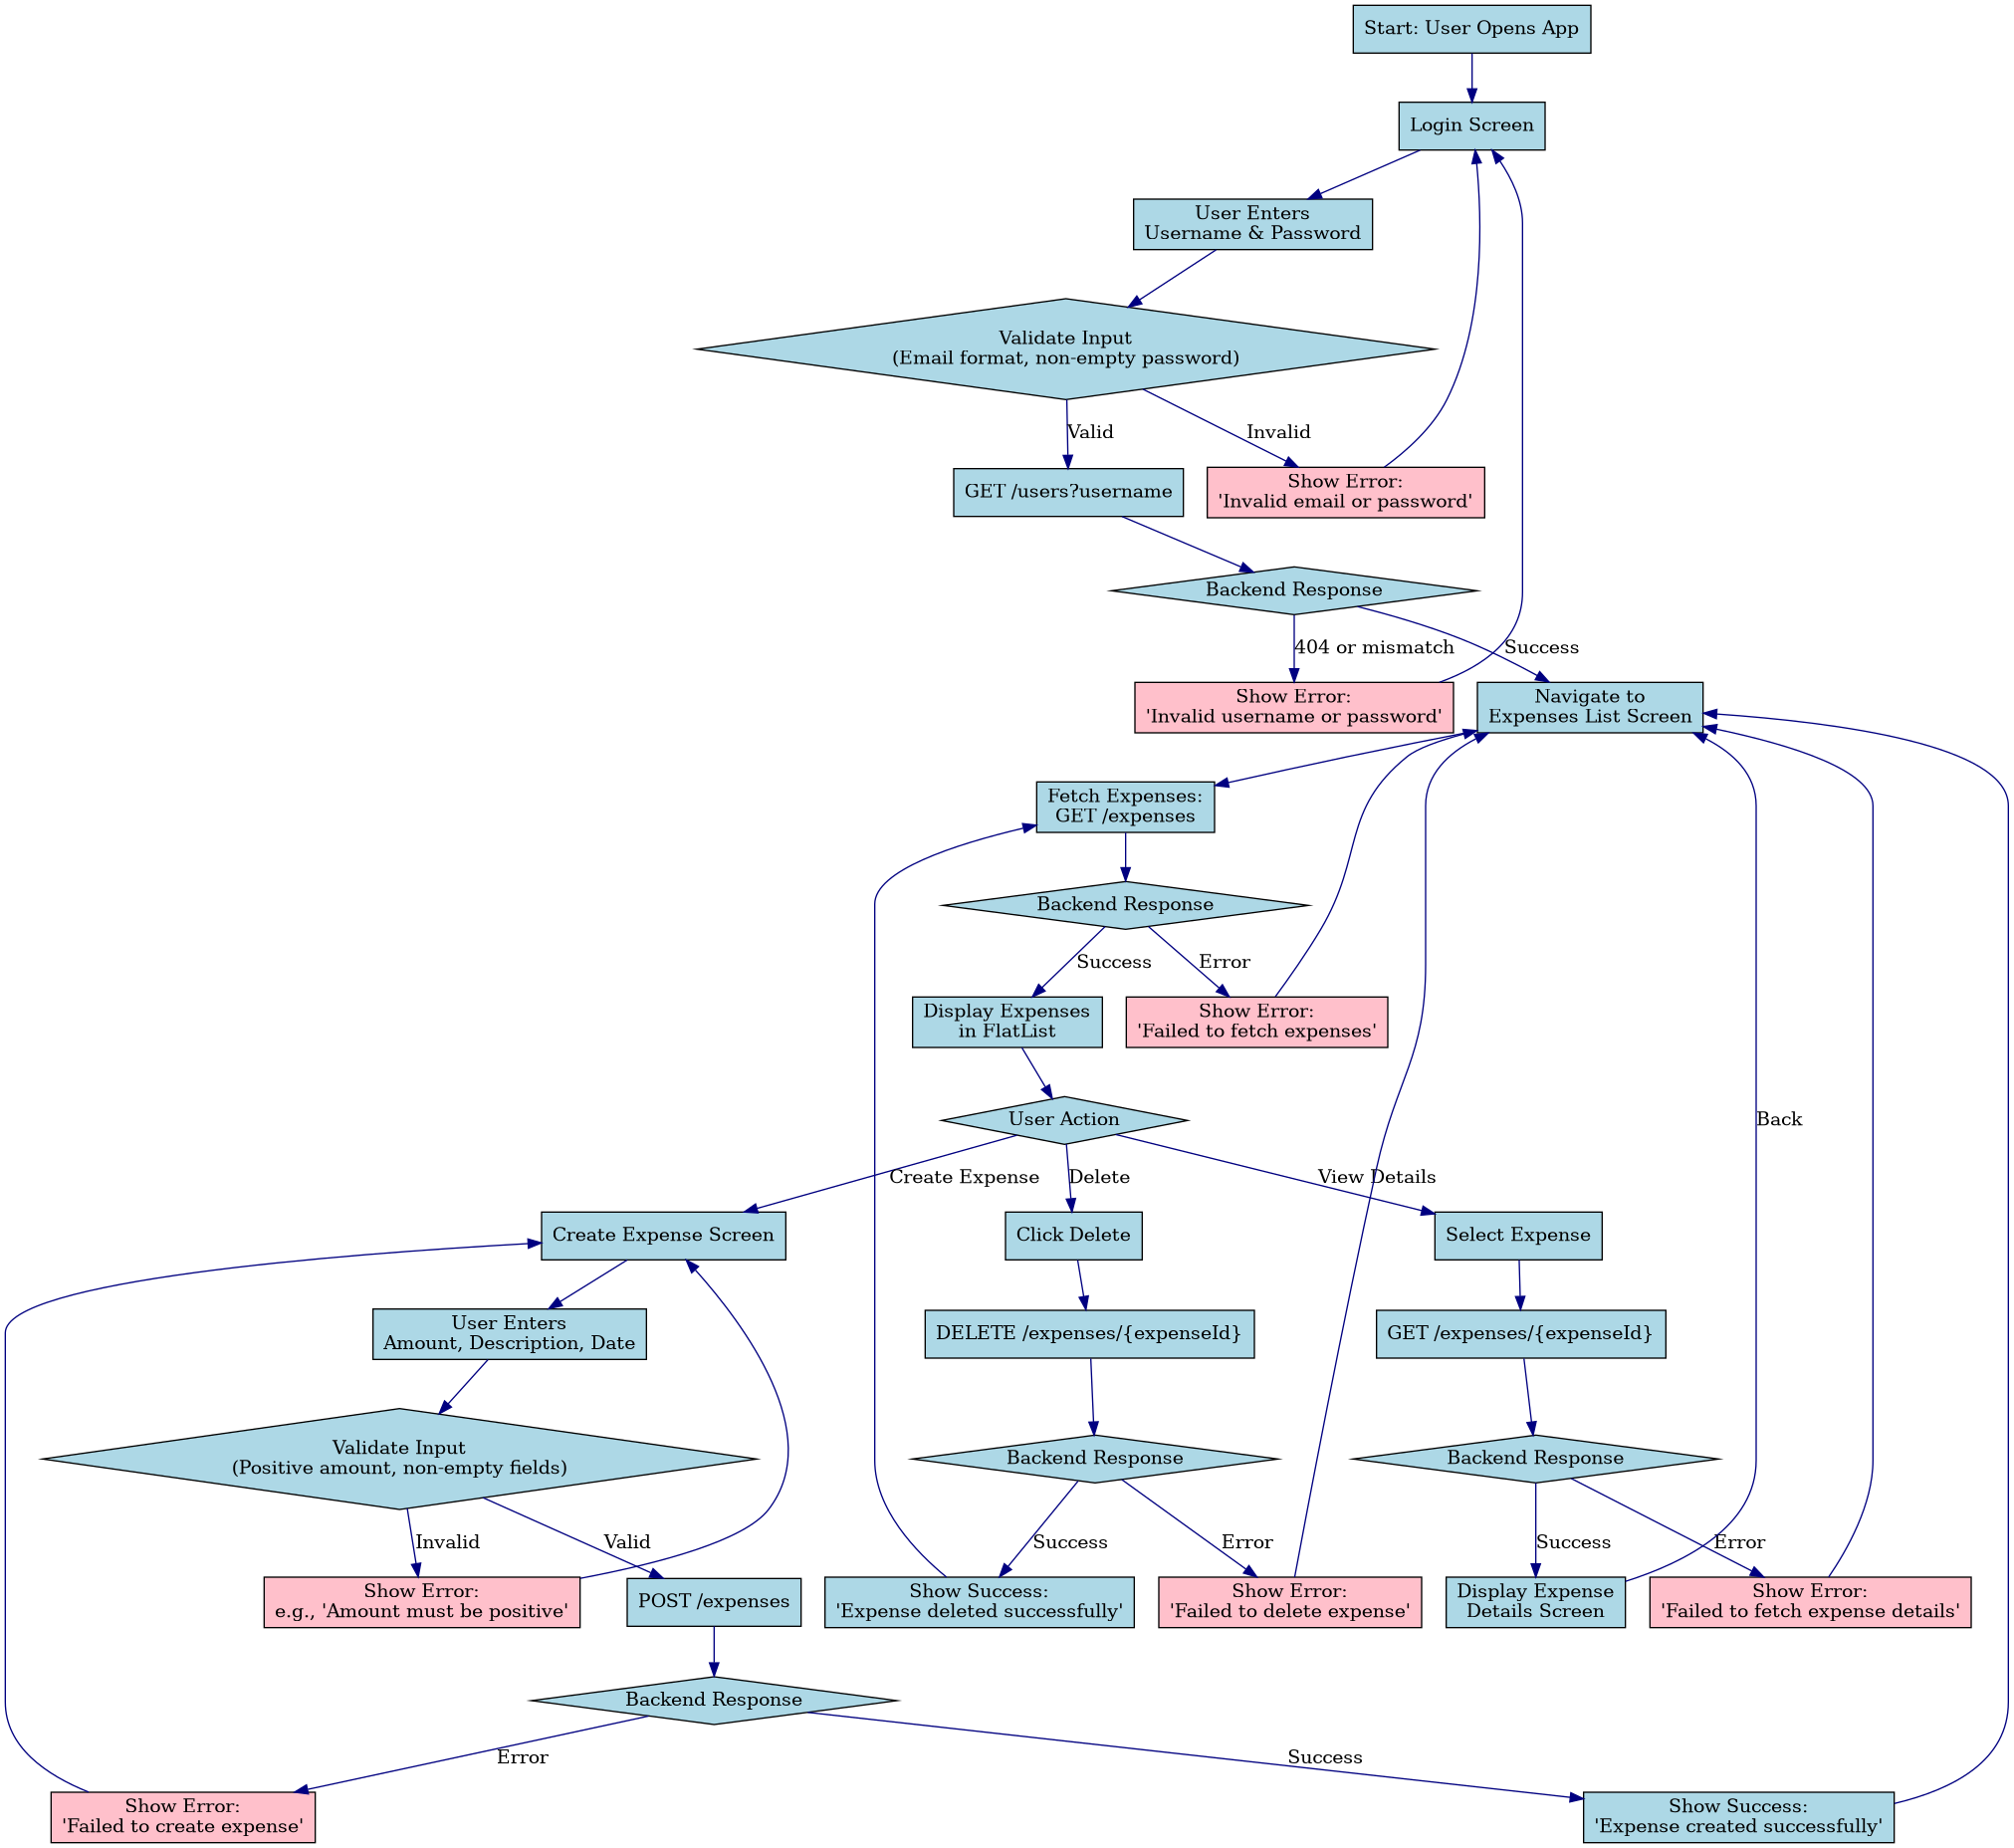 Start: User Opens App
Login Screen
User Enters
Username & Password
Validate Input
(Email format, non-empty password)
Valid
Invalid
GET /users?username
Show Error:
'Invalid email or password'
Backend Response
404 or mismatch
Success
Show Error:
'Invalid username or password'
Navigate to
Expenses List Screen
Fetch Expenses:
GET /expenses
Backend Response
Success
Error
Display Expenses
in FlatList
Show Error:
'Failed to fetch expenses'
User Action
Back
Create Expense
Delete
View Details
Create Expense Screen
Click Delete
Select Expense
User Enters
Amount, Description, Date
DELETE /expenses/{expenseId}
GET /expenses/{expenseId}
Validate Input
(Positive amount, non-empty fields)
Backend Response
Backend Response
Invalid
Valid
Success
Error
Success
Error
Show Error:
e.g., 'Amount must be positive'
POST /expenses
Show Success:
'Expense deleted successfully'
Show Error:
'Failed to delete expense'
Display Expense
Details Screen
Show Error:
'Failed to fetch expense details'
Backend Response
Error
Success
Show Error:
'Failed to create expense'
Show Success:
'Expense created successfully'